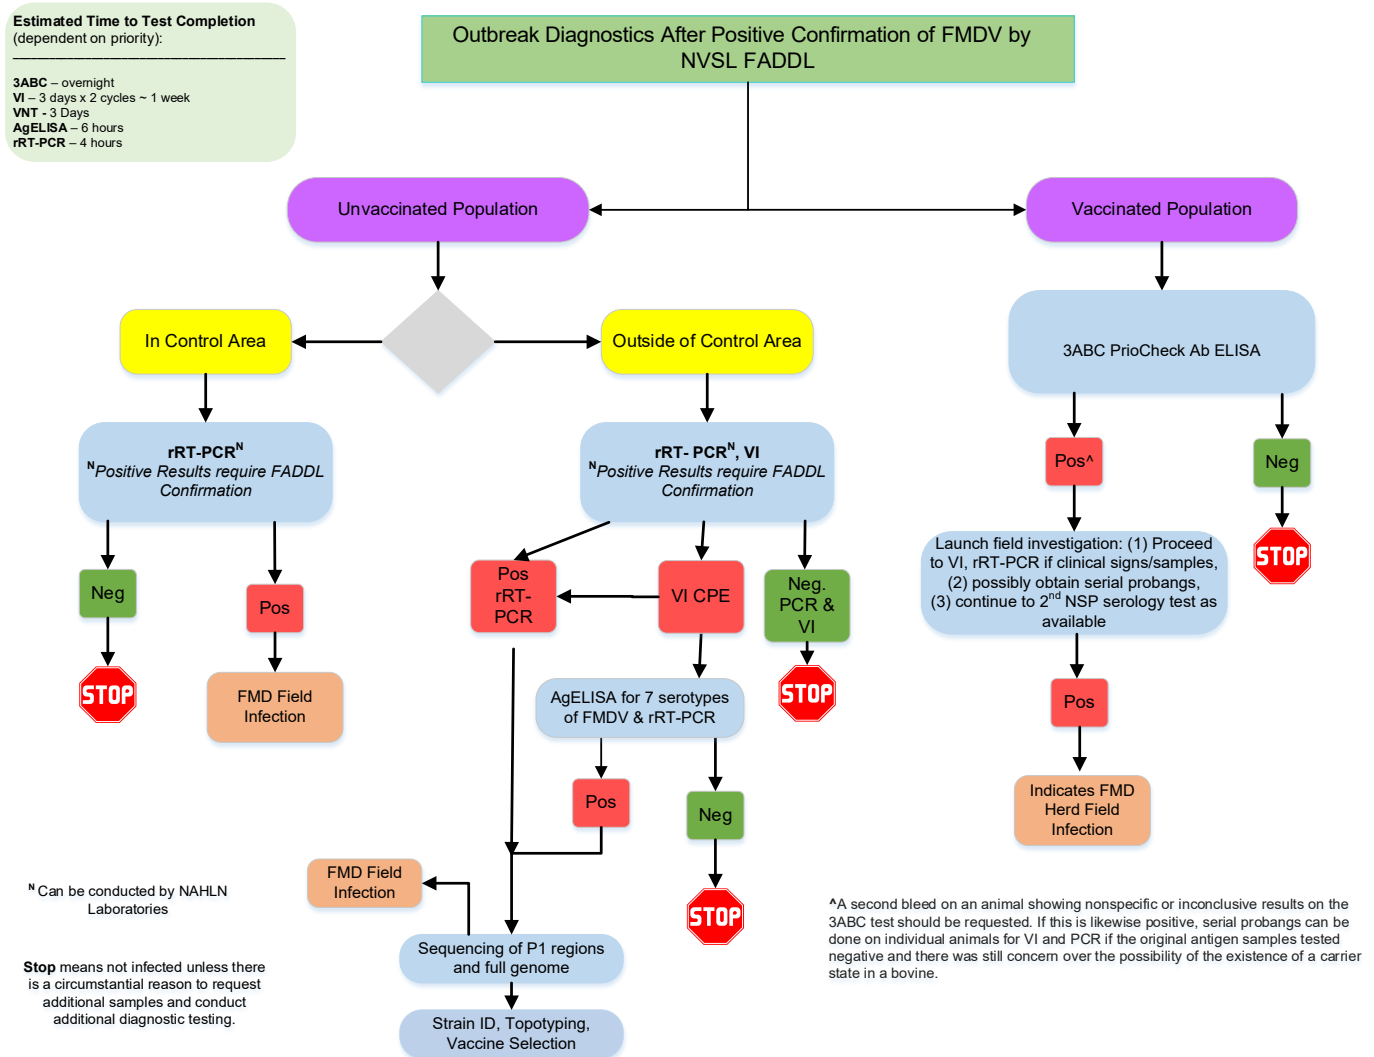 Estimated Time to Test Completion
(dependent on priority):
3ABC – overnight
VI – 3 days x 2 cycles ~ 1 week
VNT - 3 Days
AgELISA – 6 hours
rRT-PCR – 4 hours
Outbreak Diagnostics After Positive Confirmation of FMDV by
NVSL FADDL
Unvaccinated Population
Vaccinated Population
In Control Area
Outside of Control Area
3ABC PrioCheck Ab ELISA
rRT-PCR^N
^N Positive Results require FADDL
Confirmation
rRT- PCR^N, VI
^N Positive Results require FADDL
Confirmation
Pos^
Neg
STOP
Launch field investigation: (1) Proceed
to VI, rRT-PCR if clinical signs/samples,
(2) possibly obtain serial probangs,
(3) continue to 2nd NSP serology test as
available
Neg
Pos
STOP
FMD Field
Infection
Pos
rRT-
PCR
VI CPE
Neg.
PCR &
VI
STOP
AgELISA for 7 serotypes
of FMDV & rRT-PCR
Pos
Neg
STOP
Pos
Indicates FMD
Herd Field
Infection
FMD Field
Infection
Sequencing of P1 regions
and full genome
Strain ID, Topotyping,
Vaccine Selection
N Can be conducted by NAHLN
Laboratories
Stop means not infected unless there
is a circumstantial reason to request
additional samples and conduct
additional diagnostic testing.
^A second bleed on an animal showing nonspecific or inconclusive results on the
3ABC test should be requested. If this is likewise positive, serial probangs can be
done on individual animals for VI and PCR if the original antigen samples tested
negative and there was still concern over the possibility of the existence of a carrier
state in a bovine.